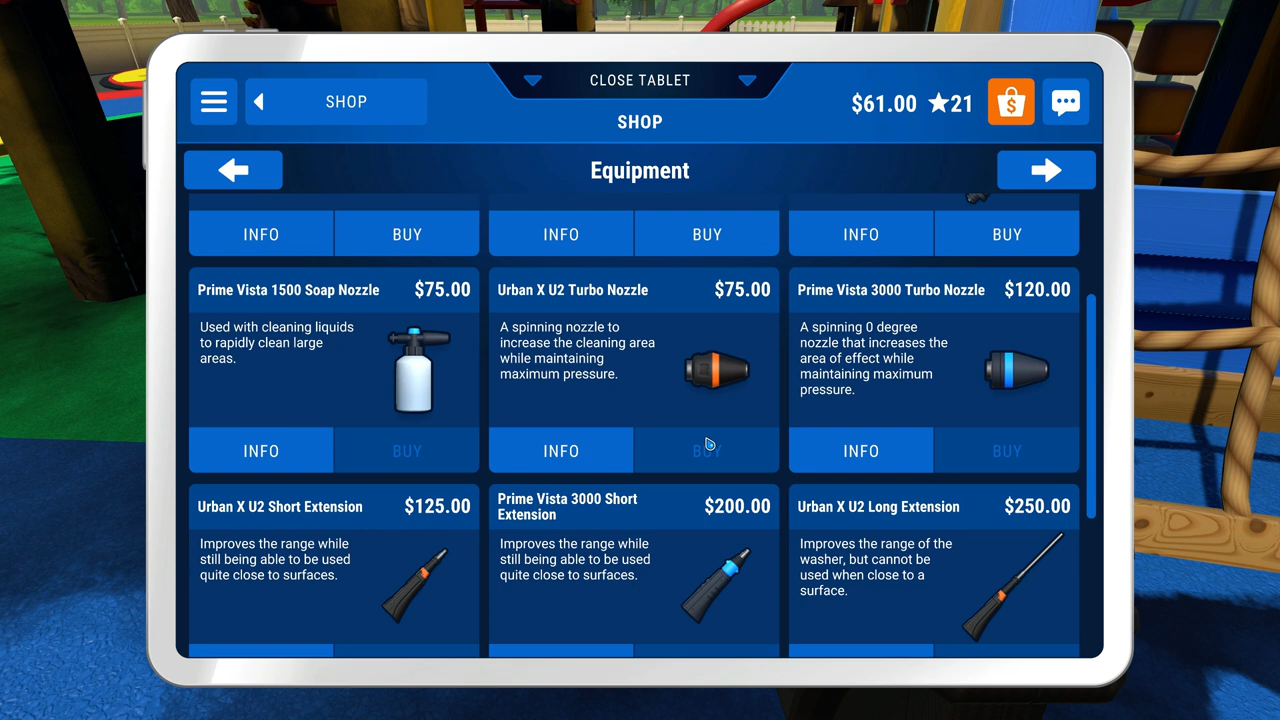 CLOSE TABLET
SHOP
$61.00 ★21
SHOP
Equipment
INFO BUY INFO BUY INFO BUY
Prime Vista 1500 Soap Nozzle $75.00
Used with cleaning liquids
to rapidly clean large
areas.
INFO BUY
Urban X U2 Turbo Nozzle $75.00
A spinning nozzle to
increase the cleaning area
while maintaining
maximum pressure.
INFO BUY
Prime Vista 3000 Turbo Nozzle $120.00
A spinning 0 degree
nozzle that increases the
area of effect while
maintaining maximum
pressure.
INFO BUY
Urban X U2 Short Extension $125.00
Improves the range while
still being able to be used
quite close to surfaces.
Prime Vista 3000 Short
Extension $200.00
Improves the range while
still being able to be used
quite close to surfaces.
Urban X U2 Long Extension $250.00
Improves the range of the
washer, but cannot be
used when close to a
surface.